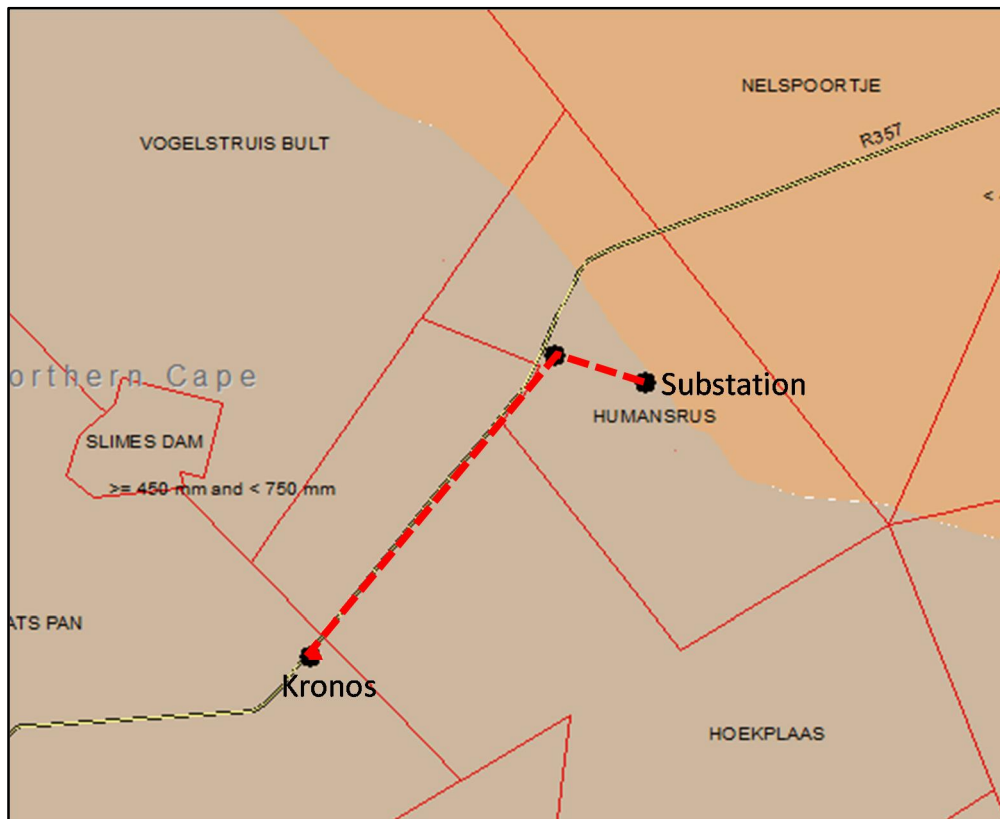 NELSPOORTJE
R357
VOGELSTRUIS BULT
<
orthern Cape
Substation
HUMANSRUS
SLIMES DAM
>= 450 mm and < 750 mm
ATS PAN
Kronos
HOEKPLAAS